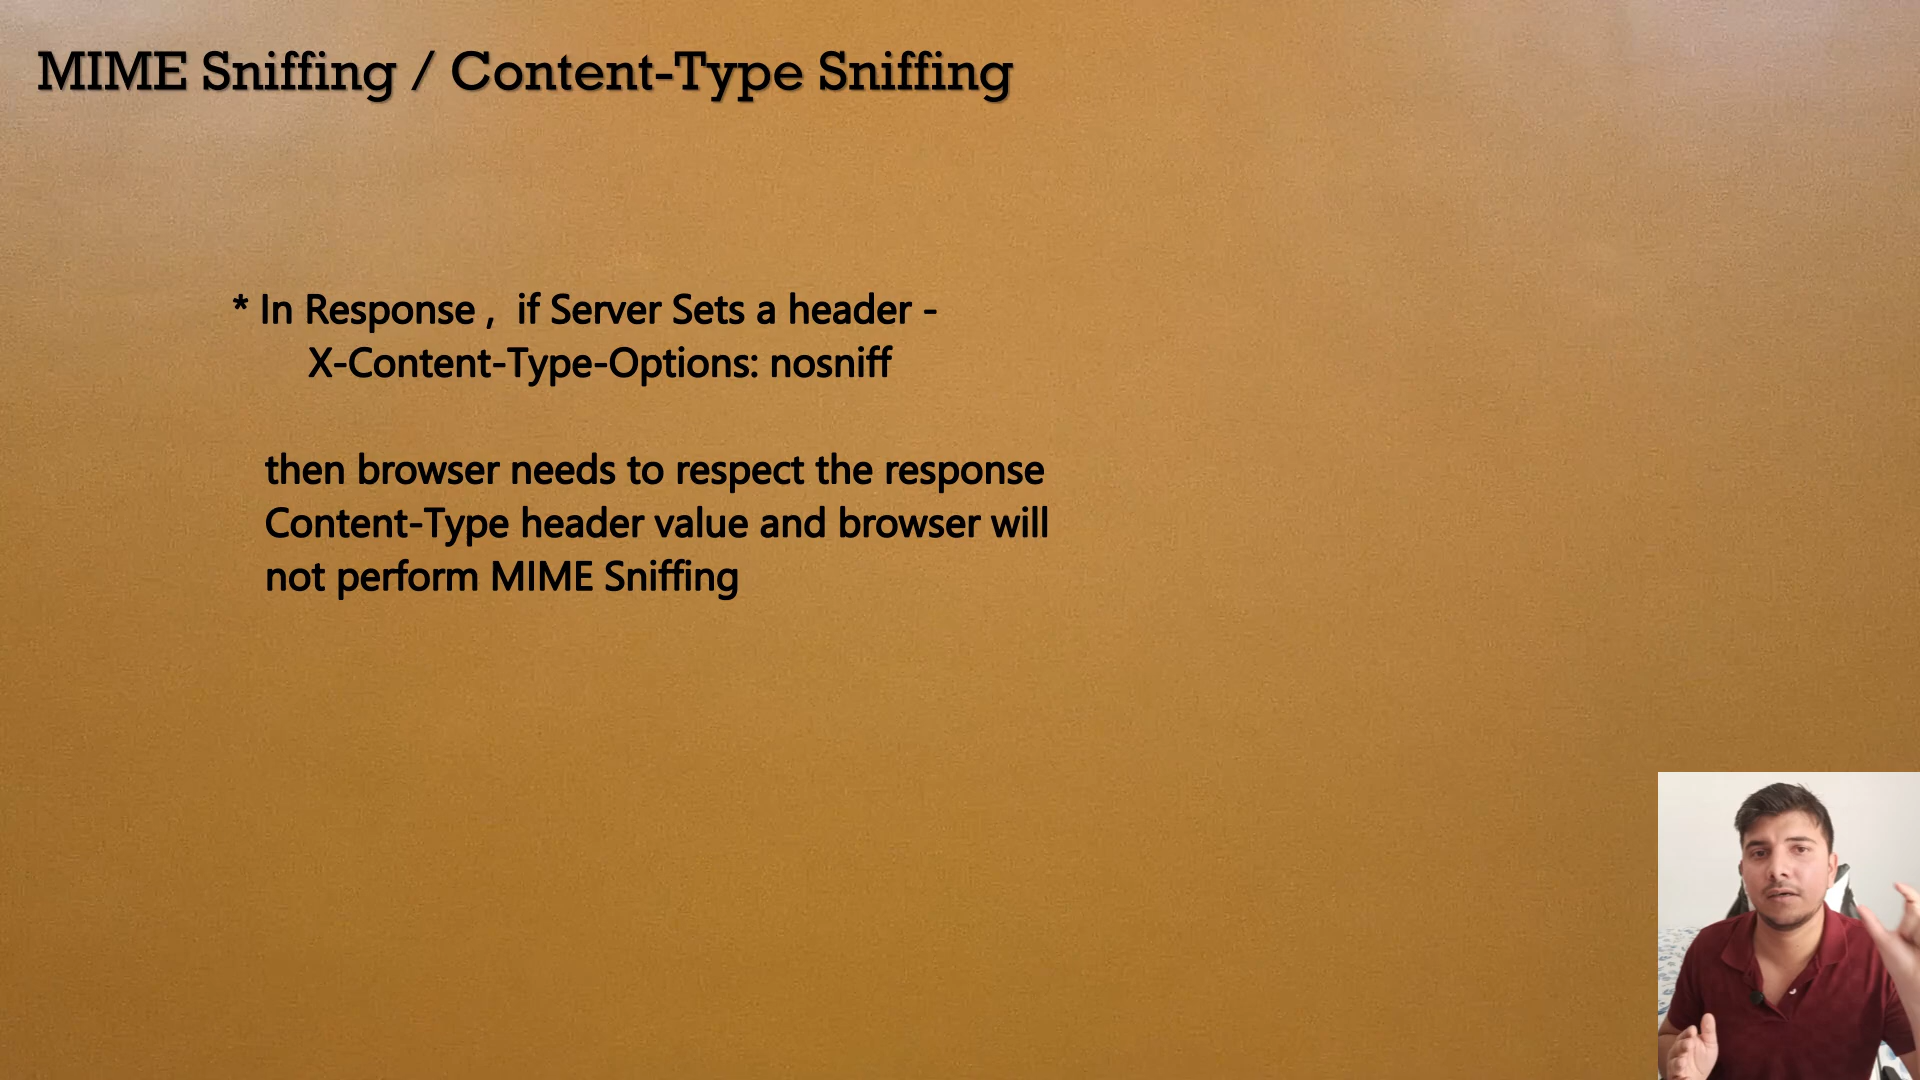 MIME Sniffing / Content-Type Sniffing
* In Response , if Server Sets a header -
X-Content-Type-Options: nosniff
then browser needs to respect the response
Content-Type header value and browser will
not perform MIME Sniffing